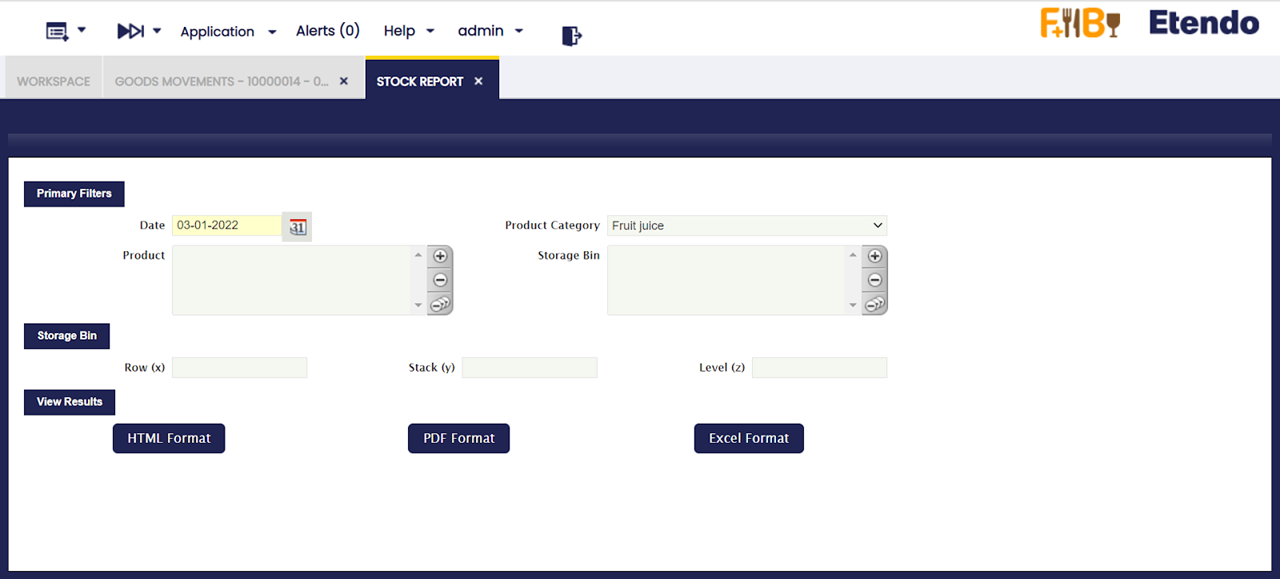 Application Alerts (0) Help admin F+B Etendo
WORKSPACE GOODS MOVEMENTS - 10000014 - 0... × STOCK REPORT ×
Primary Filters
Date 03-01-2022 31 Product Category Fruit juice
Product Storage Bin
Storage Bin
Row (x) Stack (y) Level (z)
View Results
HTML Format PDF Format Excel Format